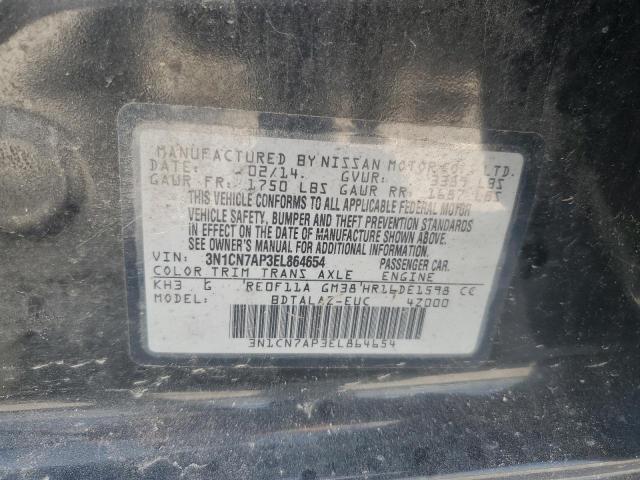 MANUFACTURED BY NISSAN MOTOR CO., LTD.
DATE: 02/14. GVWR: 3337 LBS
GAWR FR: 1750 LBS GAWR RR: 1687 LBS
THIS VEHICLE CONFORMS TO ALL APPLICABLE FEDERAL MOTOR
VEHICLE SAFETY, BUMPER AND THEFT PREVENTION STANDARDS
IN EFFECT ON THE DATE OF MANUFACTURE SHOWN ABOVE.
SEE OWNER'S MANUAL FOR ADDITIONAL INFORMATION.
VIN: 3N1CN7AP3EL864654 PASSENGER CAR.
COLOR TRIM TRANS AXLE ENGINE
KH3 G RE0F11A GM38 HR16DE1598 CC
MODEL: BDTALAZ-EUC 4Z000
3N1CN7AP3EL864654